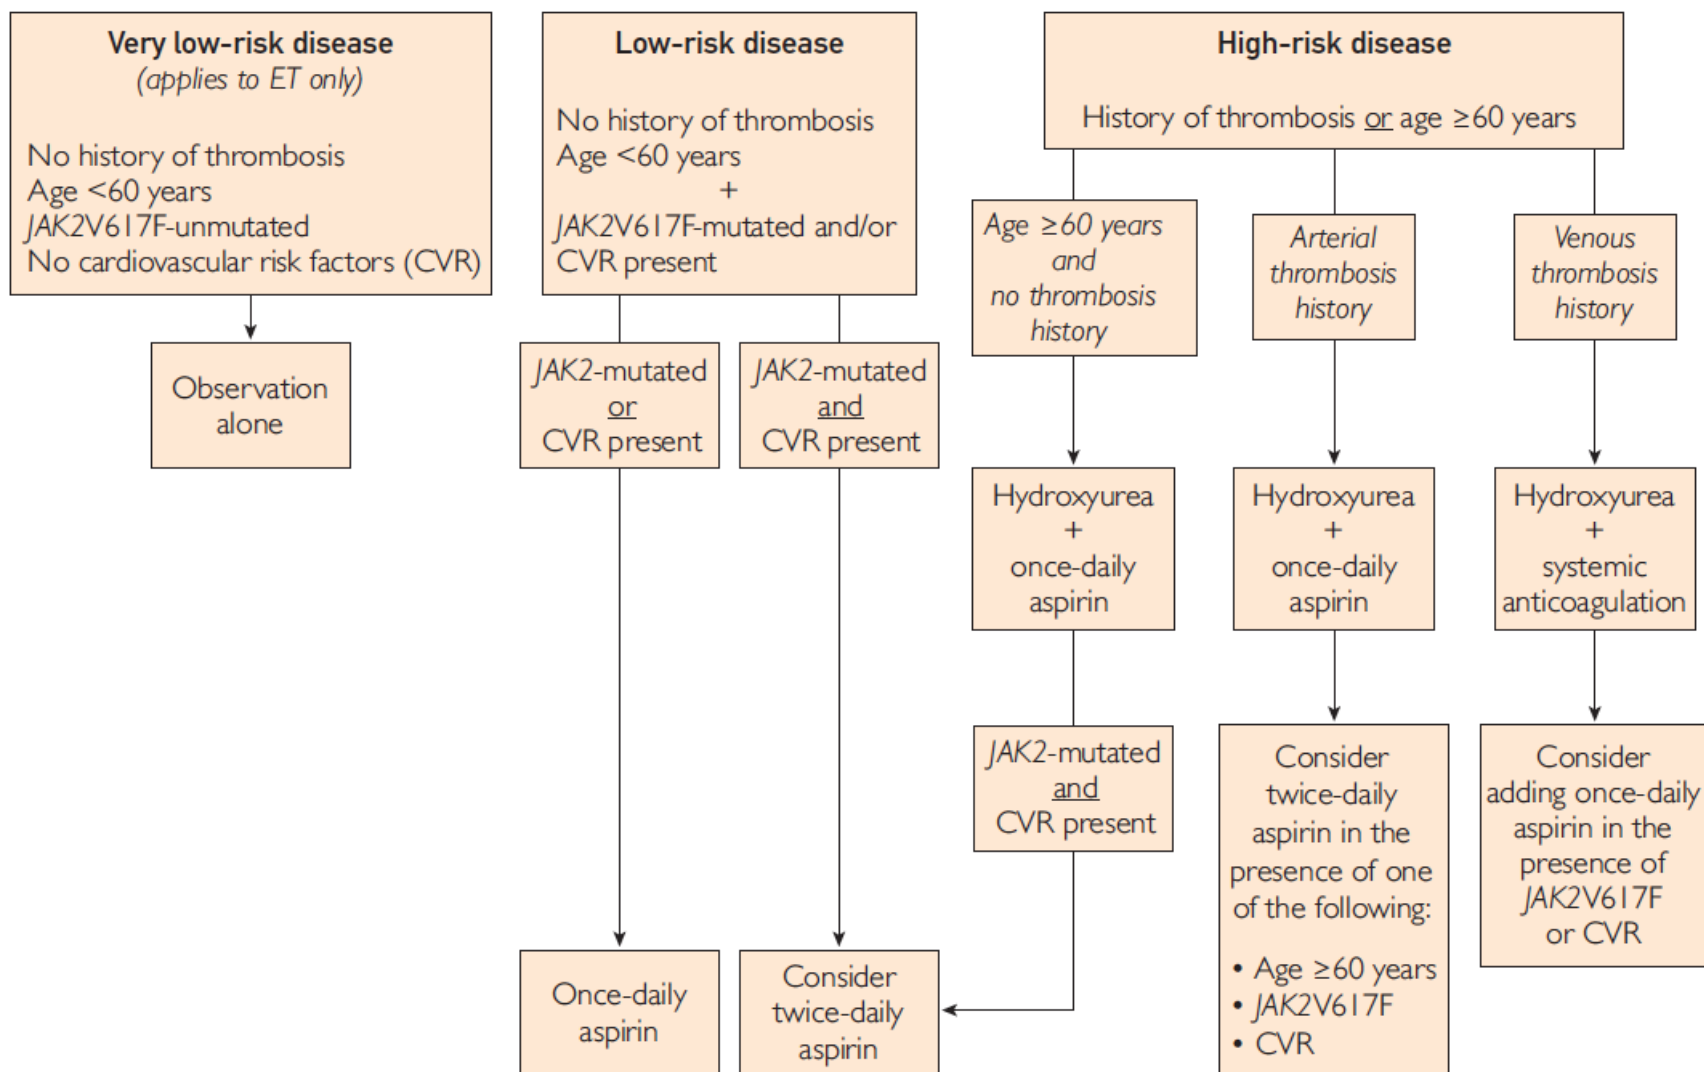 Very low-risk disease
(applies to ET only)
No history of thrombosis
Age <60 years
JAK2V617F-unmutated
No cardiovascular risk factors (CVR)
Observation
alone
Low-risk disease
No history of thrombosis
Age <60 years
+
JAK2V617F-mutated and/or
CVR present
JAK2-mutated
or
CVR present
Once-daily
aspirin
JAK2-mutated
and
CVR present
Consider
twice-daily
aspirin
High-risk disease
History of thrombosis or age ≥60 years
Age ≥60 years
and
no thrombosis
history
Hydroxyurea
+
once-daily
aspirin
JAK2-mutated
and
CVR present
Arterial
thrombosis
history
Hydroxyurea
+
once-daily
aspirin
Consider
twice-daily
aspirin in the
presence of one
of the following:
• Age ≥60 years
• JAK2V617F
• CVR
Venous
thrombosis
history
Hydroxyurea
+
systemic
anticoagulation
Consider
adding once-daily
aspirin in the
presence of
JAK2V617F
or CVR